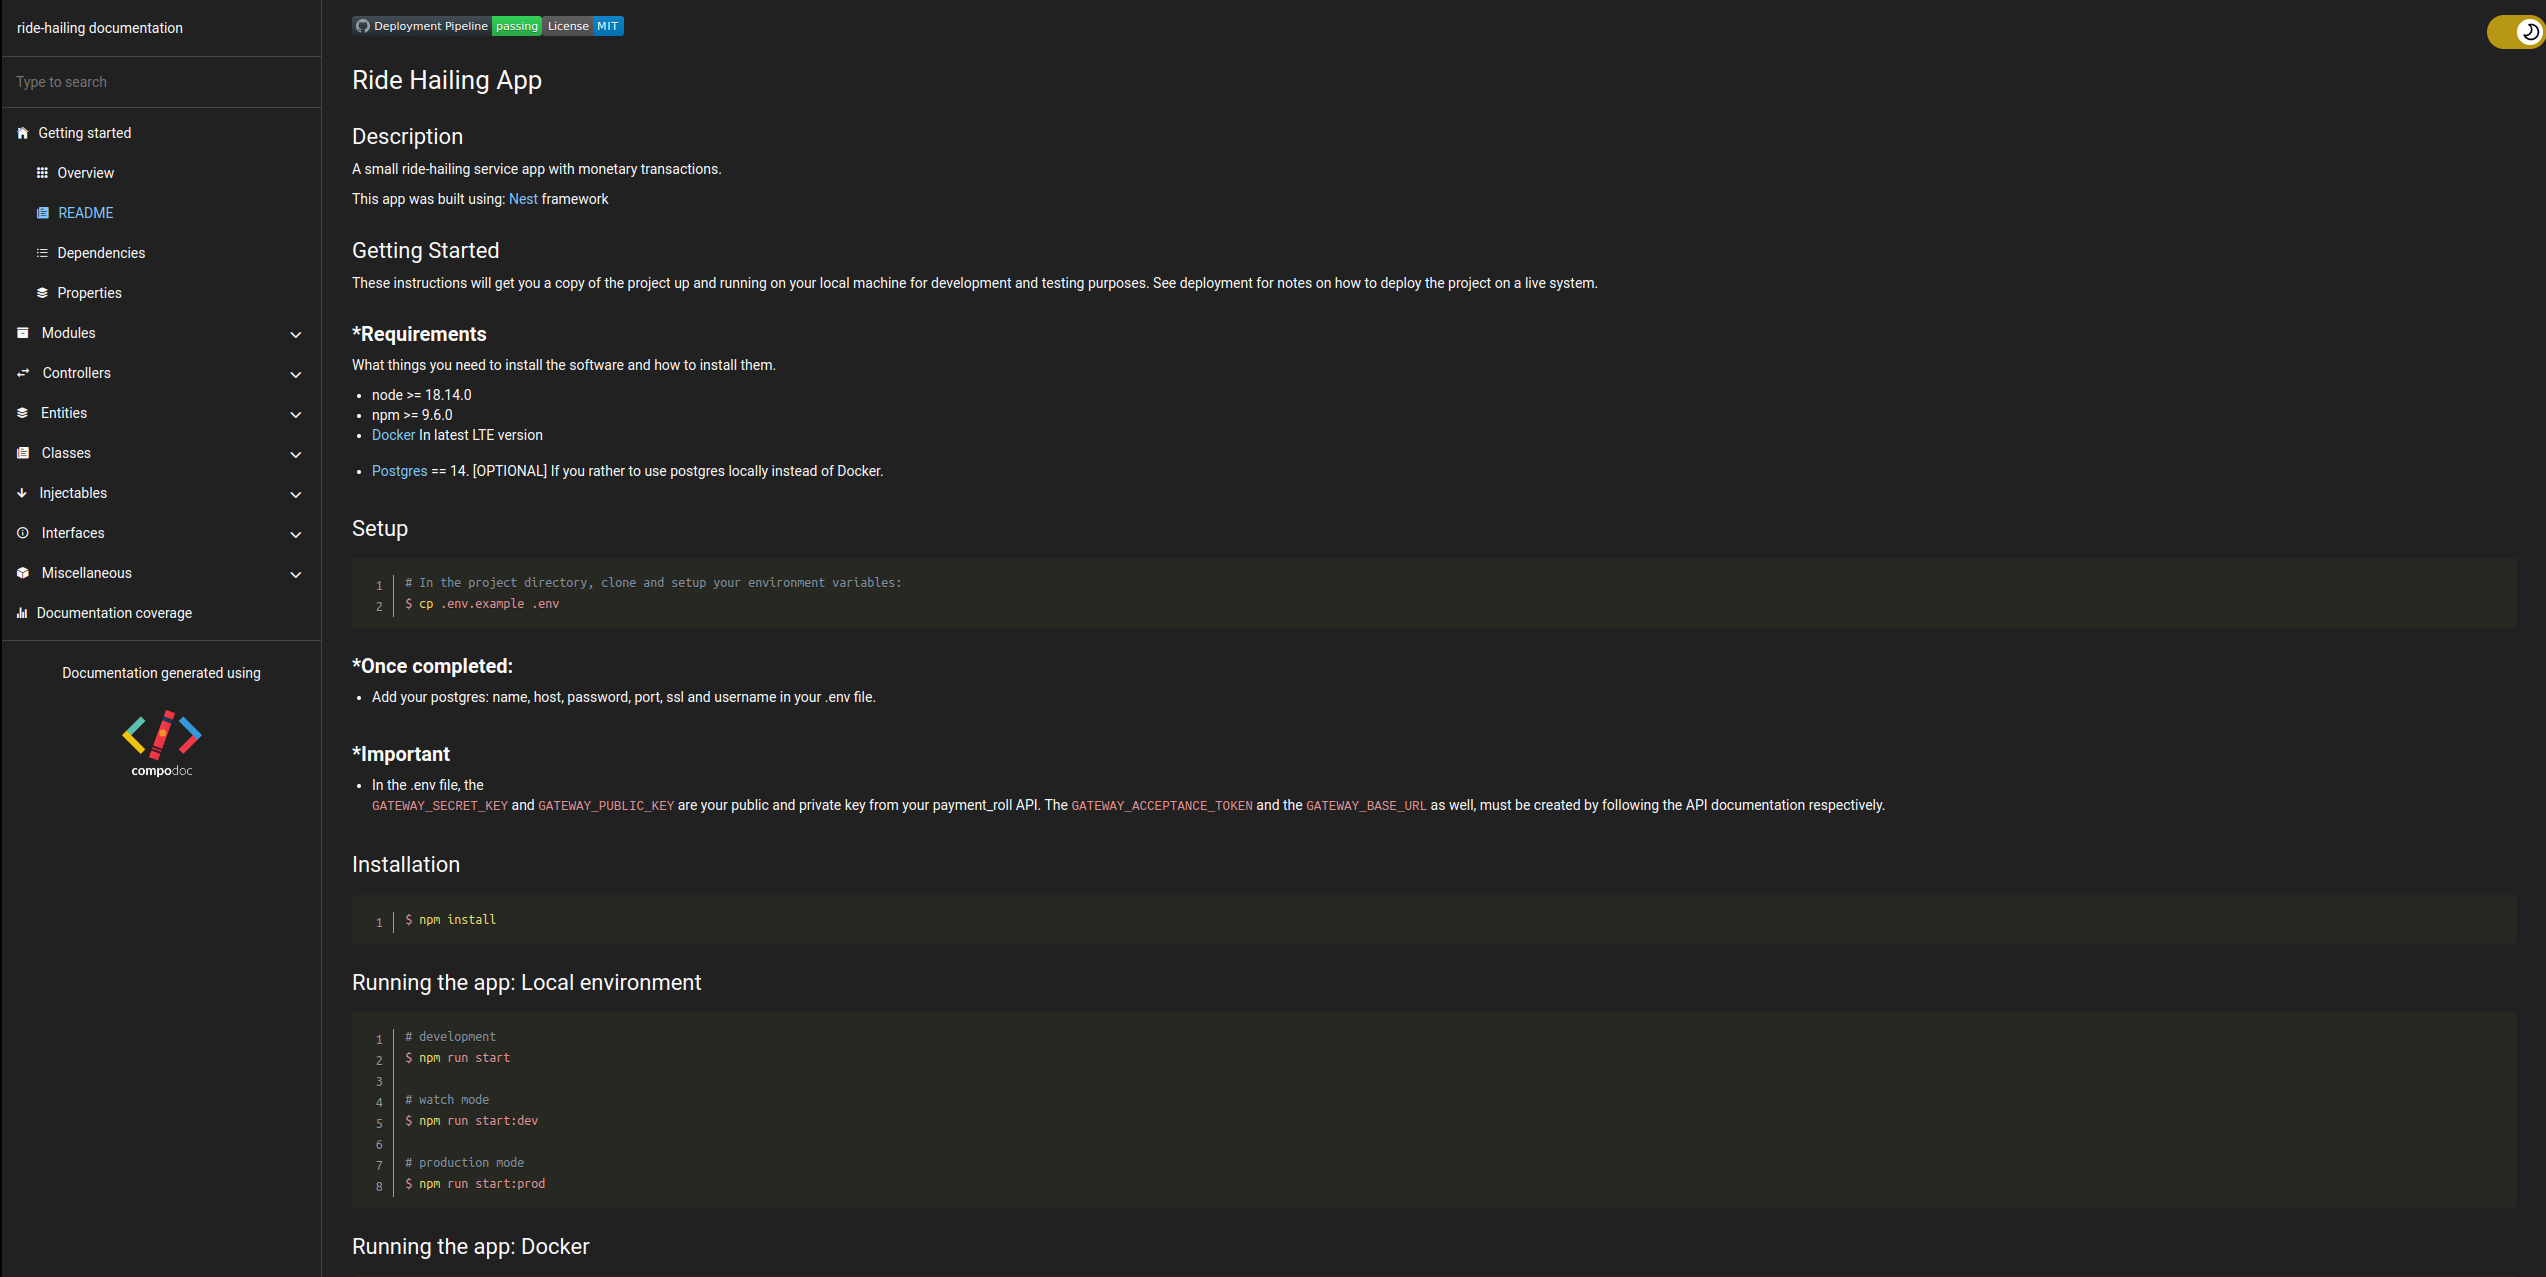 ride-hailing documentation
Type to search
Getting started
Overview
README
Dependencies
Properties
Modules
Controllers
Entities
Classes
Injectables
Interfaces
Miscellaneous
Documentation coverage
Documentation generated using
compodoc
Deployment Pipeline passing License MIT
Ride Hailing App
Description
A small ride-hailing service app with monetary transactions.
This app was built using: Nest framework
Getting Started
These instructions will get you a copy of the project up and running on your local machine for development and testing purposes. See deployment for notes on how to deploy the project on a live system.
*Requirements
What things you need to install the software and how to install them.
• node >= 18.14.0
• npm >= 9.6.0
• Docker In latest LTE version
• Postgres == 14. [OPTIONAL] If you rather to use postgres locally instead of Docker.
Setup
1 # In the project directory, clone and setup your environment variables:
2 $ cp .env.example .env
*Once completed:
• Add your postgres: name, host, password, port, ssl and username in your .env file.
*Important
• In the .env file, the
GATEWAY_SECRET_KEY and GATEWAY_PUBLIC_KEY are your public and private key from your payment_roll API. The GATEWAY_ACCEPTANCE_TOKEN and the GATEWAY_BASE_URL as well, must be created by following the API documentation respectively.
Installation
1 $ npm install
Running the app: Local environment
1 # development
2 $ npm run start
3
4 # watch mode
5 $ npm run start:dev
6
7 # production mode
8 $ npm run start:prod
Running the app: Docker